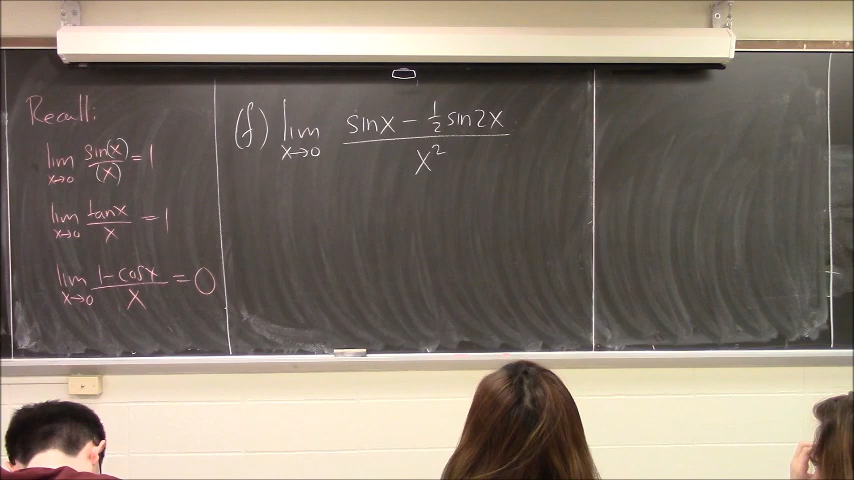 Recall:
lim x→0 sin(x)/(x) = 1
lim x→0 tanx/x = 1
lim x→0 1-cosx/x = 0
(f) lim x→0 sinx - 1/2 sin2x / x²